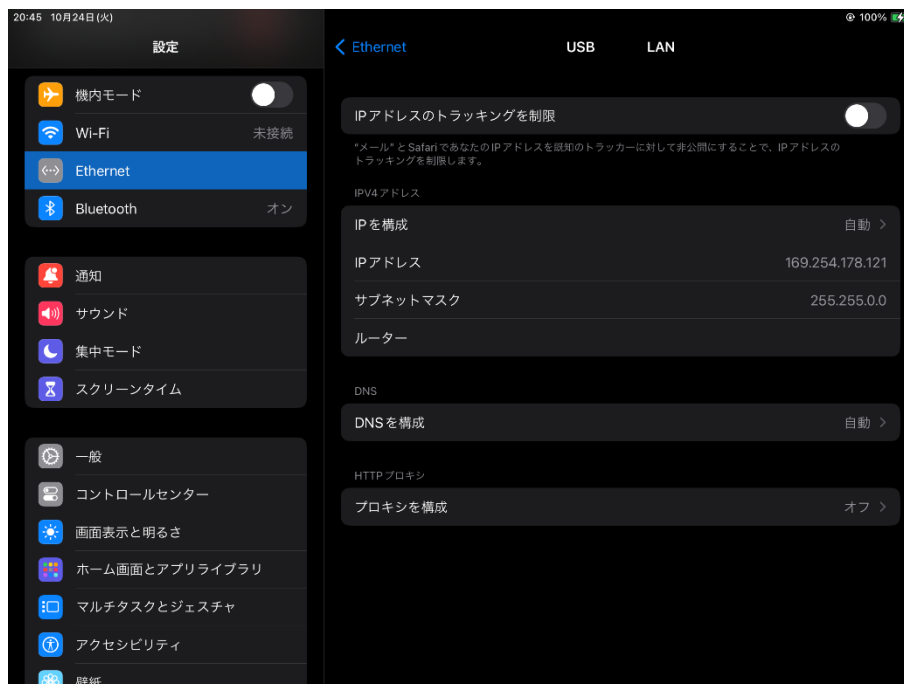 20:45 10月24日(火)
100%
設定
Ethernet
USB LAN
機内モード
Wi-Fi 未接続
Ethernet
Bluetooth オン
通知
サウンド
集中モード
スクリーンタイム
一般
コントロールセンター
画面表示と明るさ
ホーム画面とアプリライブラリ
マルチタスクとジェスチャ
アクセシビリティ
壁紙
IPアドレスのトラッキングを制限
"メール" とSafariであなたのIPアドレスを既知のトラッカーに対して非公開にすることで、IPアドレスの
トラッキングを制限します。
IPV4アドレス
IPを構成 自動
IPアドレス 169.254.178.121
サブネットマスク 255.255.0.0
ルーター
DNS
DNSを構成 自動
HTTPプロキシ
プロキシを構成 オフ